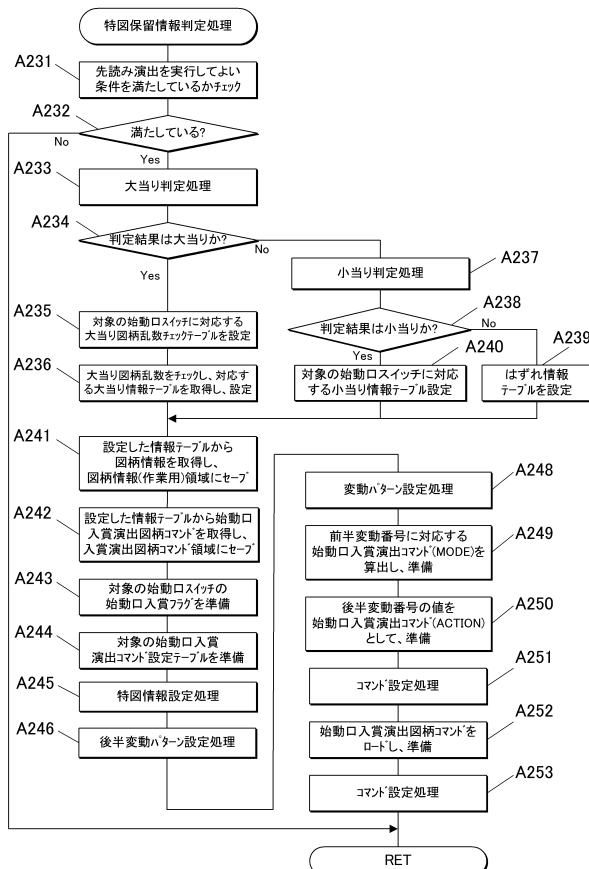 特図保留情報判定処理
A231
先読み演出を実行してよい
条件を満たしているかチェック
A232
満たしている?
No
Yes
A233
大当り判定処理
A234
判定結果は大当りか?
No
Yes
A237
小当り判定処理
A238
判定結果は小当りか?
No
Yes
A235
対象の始動口スイッチに対応する
大当り図柄乱数チェックテーブルを設定
A236
大当り図柄乱数をチェックし、対応す
る大当り情報テーブルを取得し、設定
A240
対象の始動口スイッチに対応
する小当り情報テーブル設定
A239
はずれ情報
テーブルを設定
A241
設定した情報テーブルから
図柄情報を取得し、
図柄情報(作業用)領域にセーブ
A242
設定した情報テーブルから始動口
入賞演出図柄コマンドを取得し、
入賞演出図柄コマンド領域にセーブ
A243
対象の始動口スイッチの
始動口入賞フラグを準備
A244
対象の始動口入賞
演出コマンド設定テーブルを準備
A245
特図情報設定処理
A246
後半変動パターン設定処理
A248
変動パターン設定処理
A249
前半変動番号に対応する
始動口入賞演出コマンド(MODE)を
算出し、準備
A250
後半変動番号の値を
始動口入賞演出コマンド(ACTION)
として、準備
A251
コマンド設定処理
A252
始動口入賞演出図柄コマンドを
ロードし、準備
A253
コマンド設定処理
RET